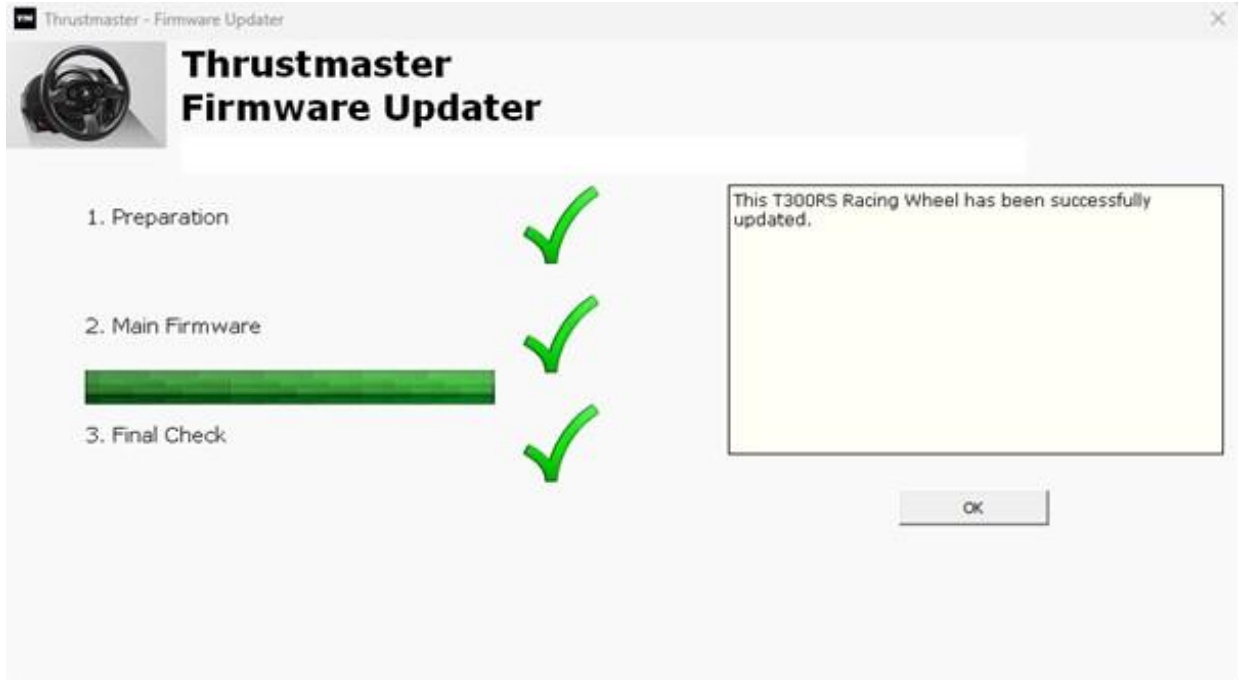 Thrustmaster - Firmware Updater
Thrustmaster
Firmware Updater
1. Preparation
This T300RS Racing Wheel has been successfully
updated.
2. Main Firmware
3. Final Check
OK